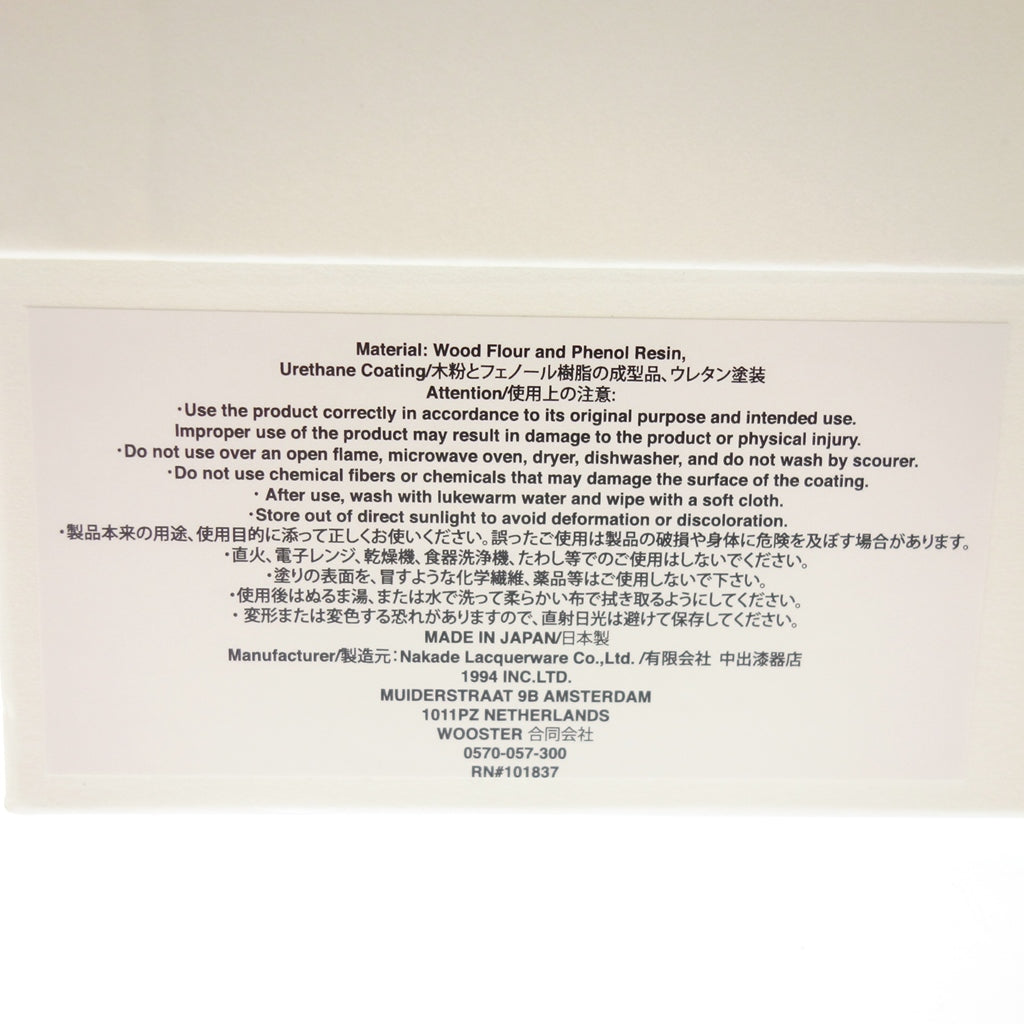 Material: Wood Flour and Phenol Resin,
Urethane Coating/木粉とフェノール樹脂の成型品、ウレタン塗装
Attention/使用上の注意:
・Use the product correctly in accordance to its original purpose and intended use.
Improper use of the product may result in damage to the product or physical injury.
・Do not use over an open flame, microwave oven, dryer, dishwasher, and do not wash by scourer.
・Do not use chemical fibers or chemicals that may damage the surface of the coating.
・ After use, wash with lukewarm water and wipe with a soft cloth.
・Store out of direct sunlight to avoid deformation or discoloration.
・製品本来の用途、使用目的に添って正しくお使いください。誤ったご使用は製品の破損や身体に危険を及ぼす場合があります。
・直火、電子レンジ、乾燥機、食器洗浄機、たわし等でのご使用はしないでください。
・塗りの表面を、冒すような化学繊維、薬品等はご使用しないで下さい。
・使用後はぬるま湯、または水で洗って柔らかい布で拭き取るようにしてください。
・ 変形または変色する恐れがありますので、直射日光は避けて保存してください。
MADE IN JAPAN/日本製
Manufacturer/製造元：Nakade Lacquerware Co.,Ltd. /有限会社 中出漆器店
1994 INC.LTD.
MUIDERSTRAAT 9B AMSTERDAM
1011PZ NETHERLANDS
WOOSTER 合同会社
0570-057-300
RN#101837